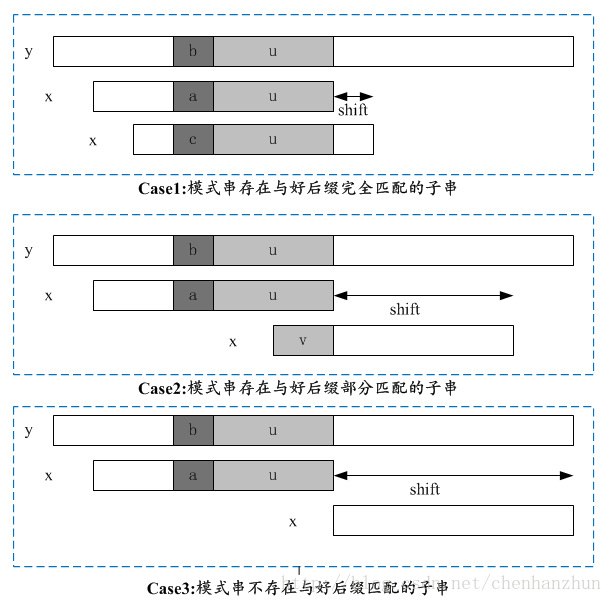 y b u
x a u
shift
x c u
Case1:模式串存在与好后缀完全匹配的子串
y b u
x a u
shift
x v
Case2:模式串存在与好后缀部分匹配的子串
y b u
x a u
shift
x
Case3:模式串不存在与好后缀匹配的子串
http://blog.csdn.net/chenhanzhun